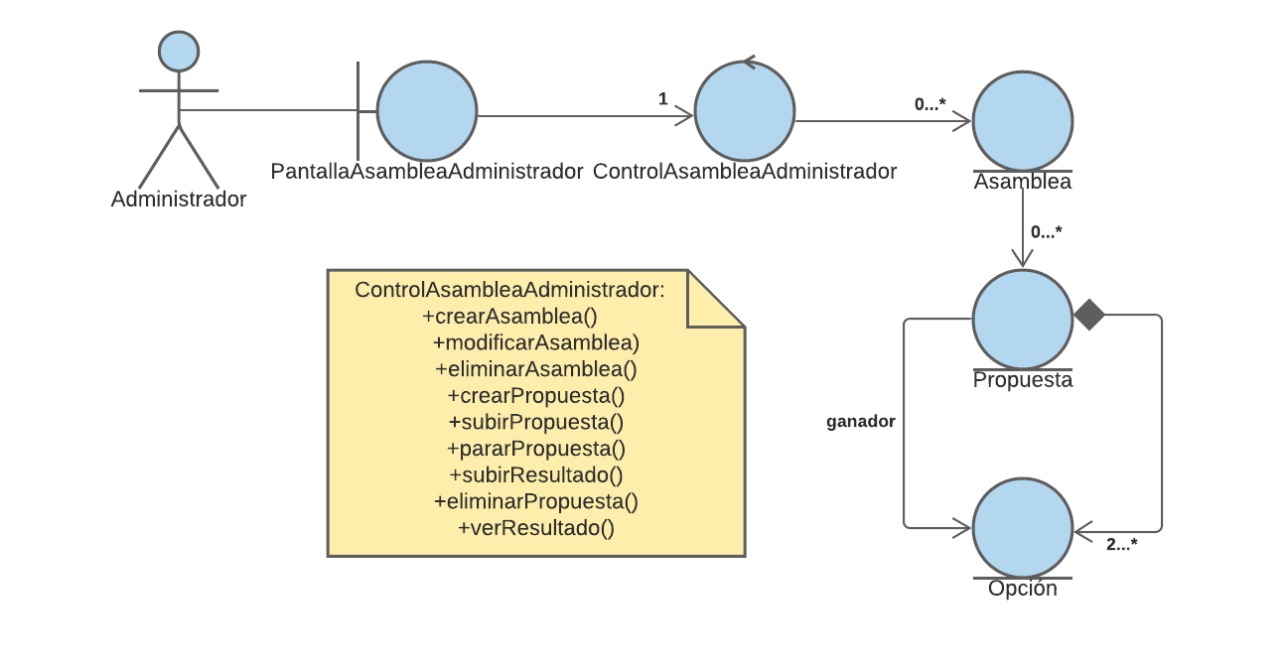 1
0...*
Administrador
PantallaAsambleaAdministrador
ControlAsambleaAdministrador
Asamblea
0...*
ControlAsambleaAdministrador:
+crearAsamblea()
+modificarAsamblea)
+eliminarAsamblea()
+crearPropuesta()
+subirPropuesta()
+pararPropuesta()
+subirResultado()
+eliminarPropuesta()
+verResultado()
Propuesta
ganador
2...*
Opción